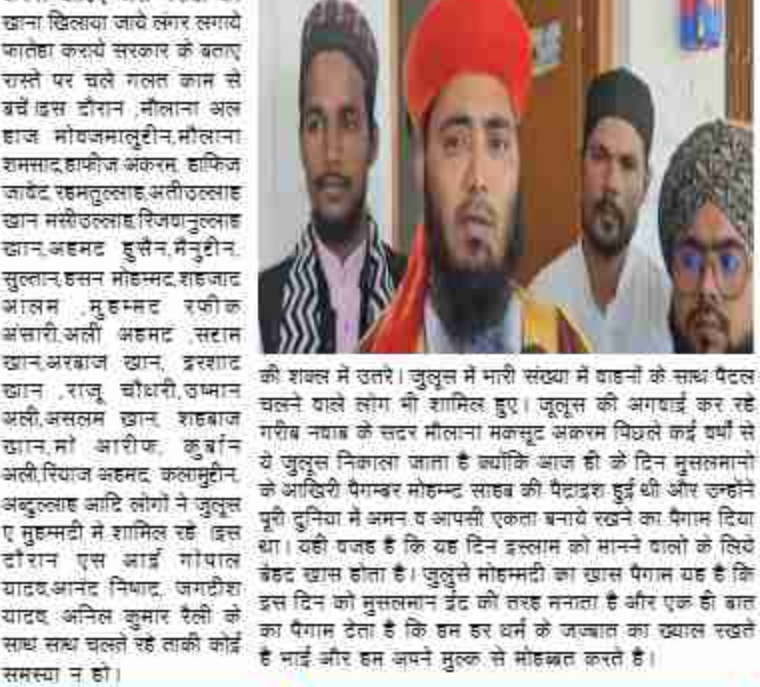 खाना खिलाया जाये लंगर लगाये
फातेहा कराये सरकार के बताए
रास्ते पर चले गलत काम से
बचें।इस दौरान ,मौलाना अल
हाज मोवजमालुद्दीन,मौलाना
शमसाद,हाफीज अकरम, हाफिज
जावेद रहमतुल्लाह,अतीउल्लाह
खान मसीउल्लाह,रिजवानुल्लाह
खान,अहमद हुसैन,मैनुद्दीन,
सुल्तान,हसन मोहम्मद,शहजाद
आलम ,मुहम्मद रफीक
अंसारी,अली अहमद ,सद्दाम
खान,अरबाज खान, इरशाद
खान ,राजू चौधरी,उष्मान
अली,असलम खान, शहबाज
खान,मो आरीफ, कुर्बान
अली,रियाज अहमद, कलामुद्दीन,
अब्दुल्लाह आदि लोगों ने जुलूस
ए मुहम्मदी मे शामिल रहे ।इस
दौरान एस आई गोपाल
यादव,आनंद निषाद, जगदीश
यादव, अनिल कुमार रैली के
साथ साथ चलते रहे ताकी कोई
समस्या न हो।
की शक्ल में उतरे। जुलूस में भारी संख्या में वाहनों के साथ पैदल
चलने वाले लोग भी शामिल हुए। जूलूस की अगवाई कर रहे
गरीब नवाब के सदर मौलाना मकसूद अकरम पिछले कई वर्षों से
ये जुलूस निकाला जाता है क्योंकि आज ही के दिन मुसलमानो
के आखिरी पैगम्बर मोहम्म्द साहब की पैदाइश हुई थी और उन्होंने
पूरी दुनिया में अमन व आपसी एकता बनाये रखने का पैगाम दिया
था। यही वजह है कि यह दिन इस्लाम को मानने वालो के लिये
बेहद खास होता है। जुलूसे मोहम्मदी का खास पैगाम यह है कि
इस दिन को मुसलमान ईद की तरह मनाता है और एक ही बात
का पैगाम देता है कि हम हर धर्म के जज्बात का ख्याल रखते
है भाई और हम अपने मुल्क से मोहब्बत करते है।